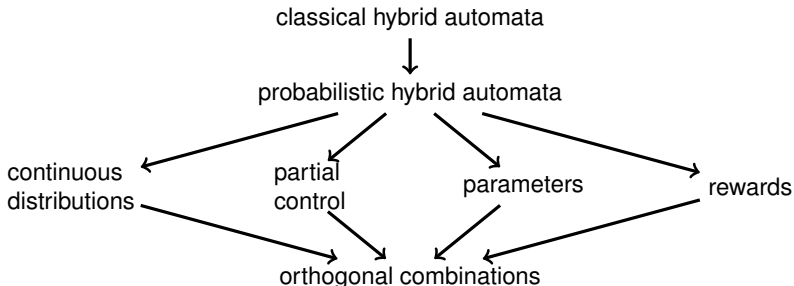 classical hybrid automata
probabilistic hybrid automata
continuous
distributions
partial
control
parameters
rewards
orthogonal combinations